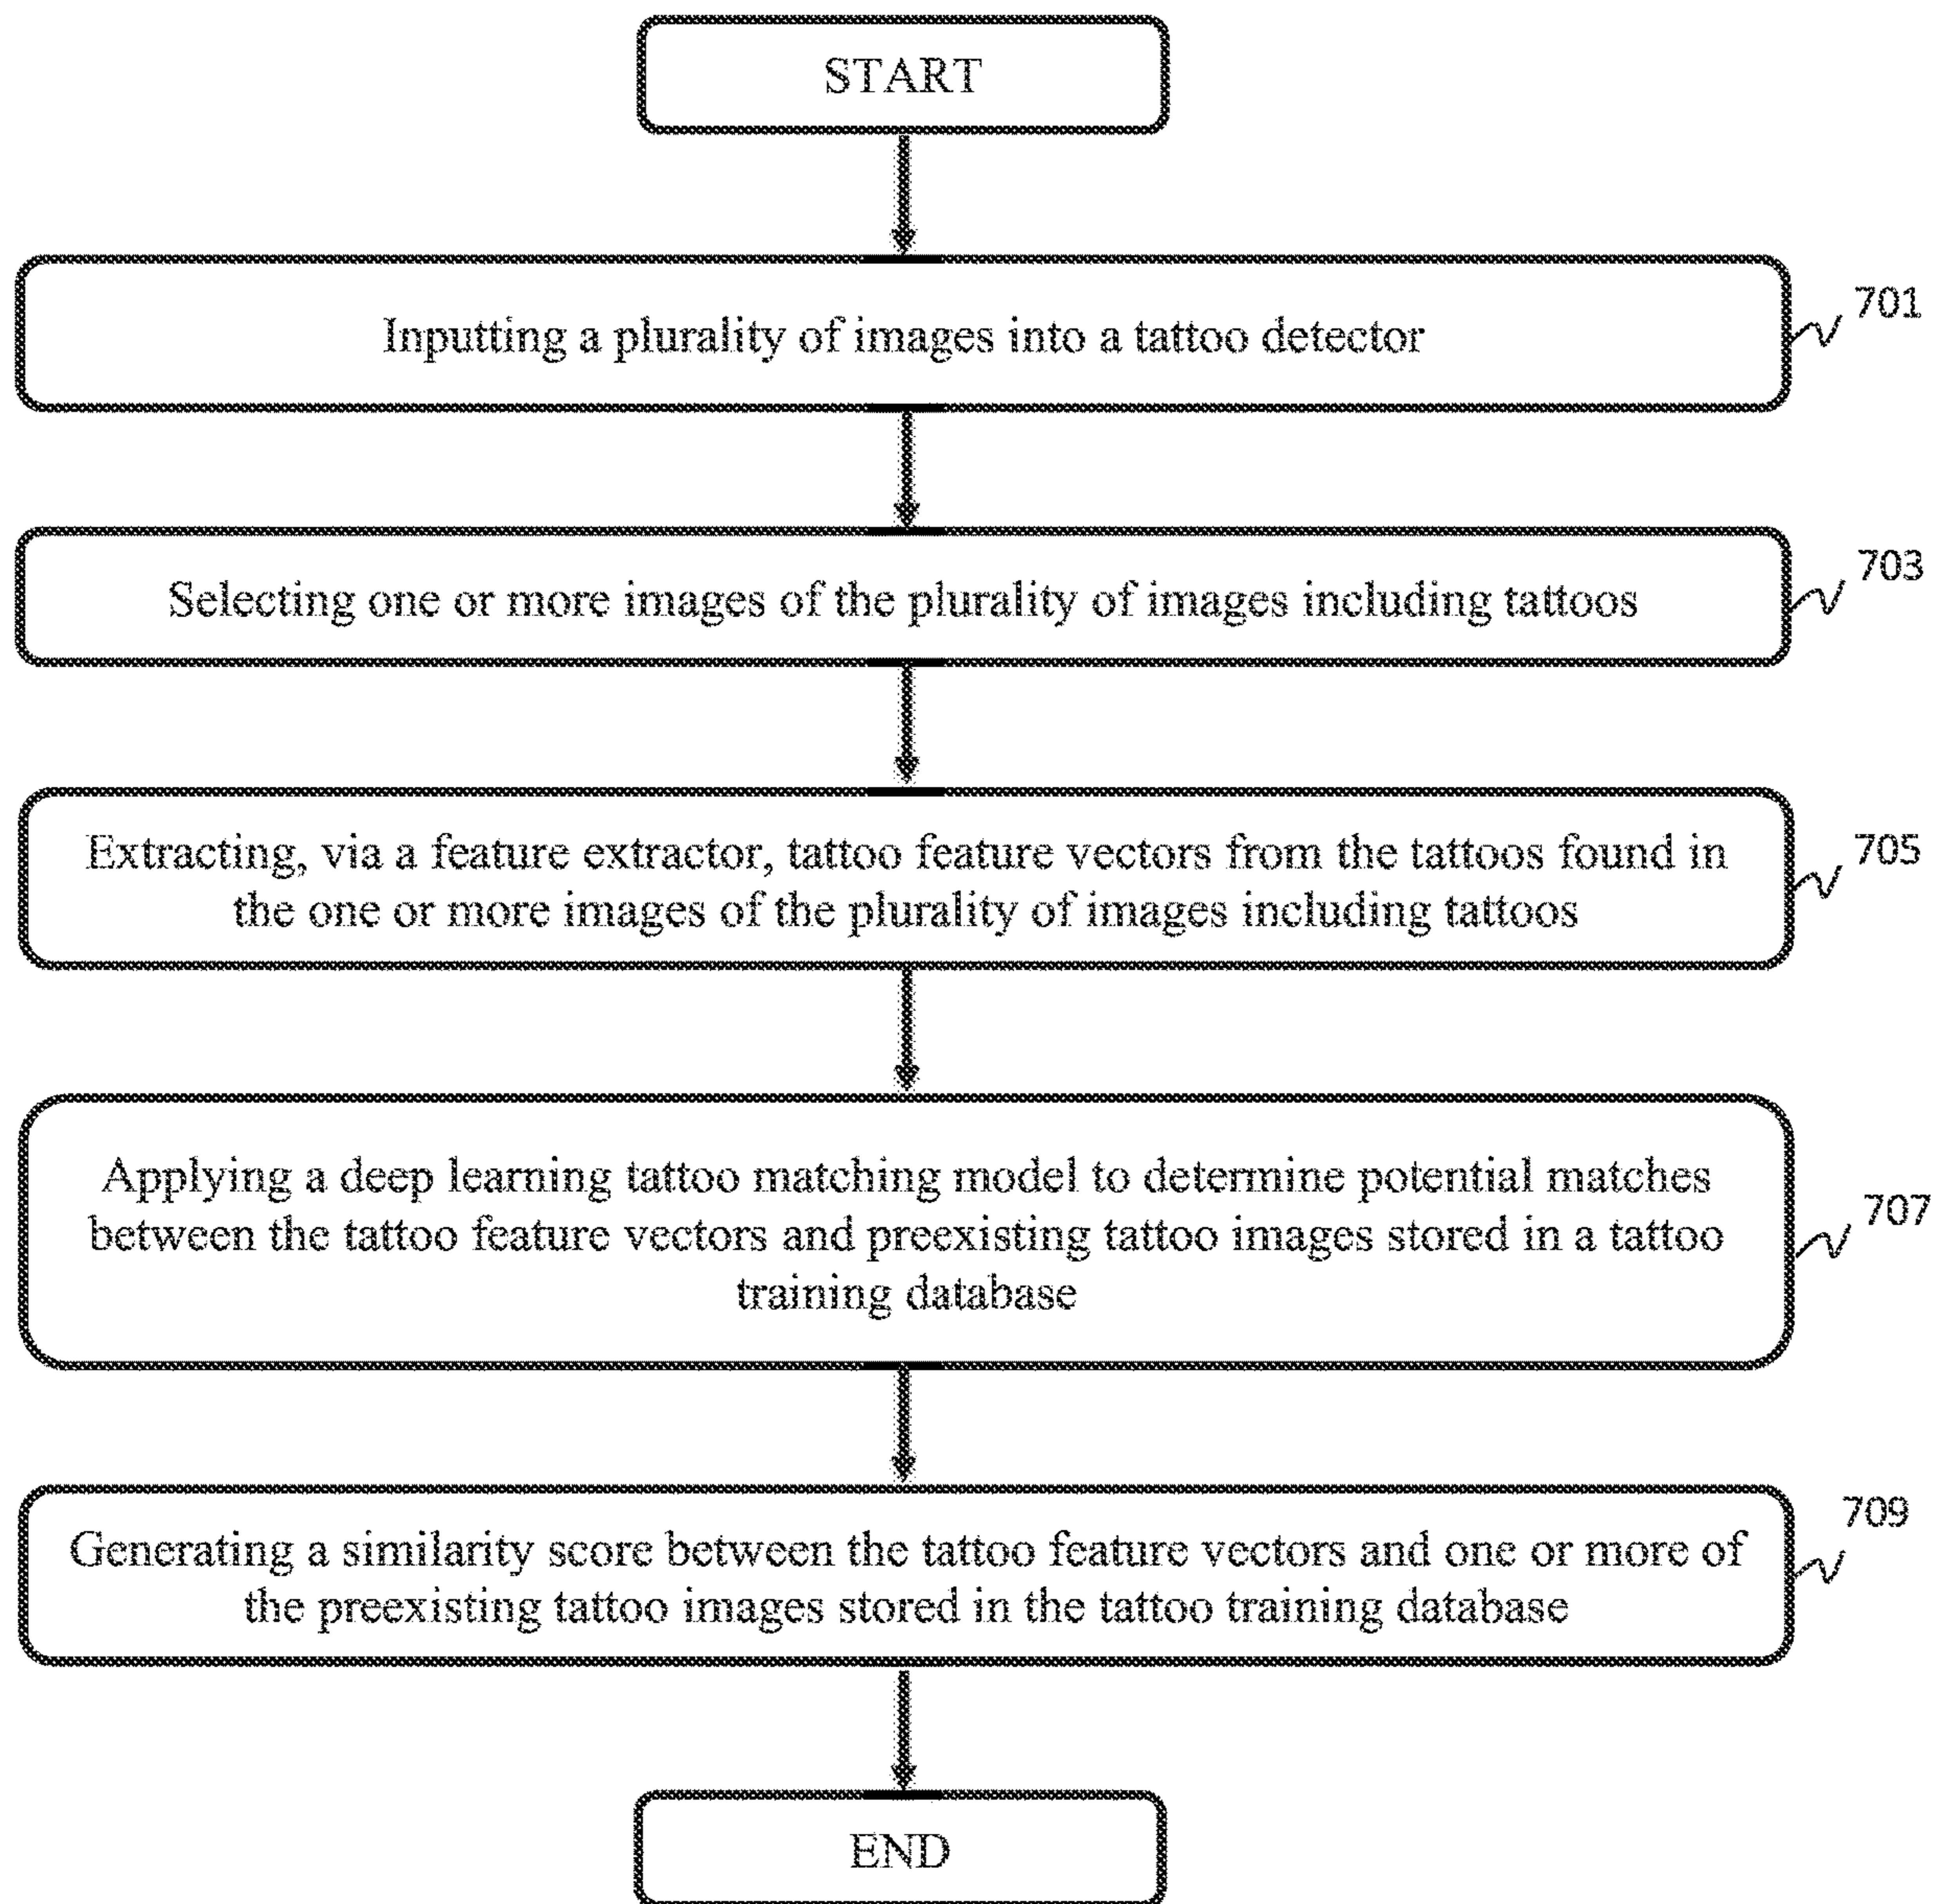 START
Inputting a plurality of images into a tattoo detector
701
Selecting one or more images of the plurality of images including tattoos
703
Extracting, via a feature extractor, tattoo feature vectors from the tattoos found in
the one or more images of the plurality of images including tattoos
705
Applying a deep learning tattoo matching model to determine potential matches
between the tattoo feature vectors and preexisting tattoo images stored in a tattoo
training database
707
Generating a similarity score between the tattoo feature vectors and one or more of
the preexisting tattoo images stored in the tattoo training database
709
END